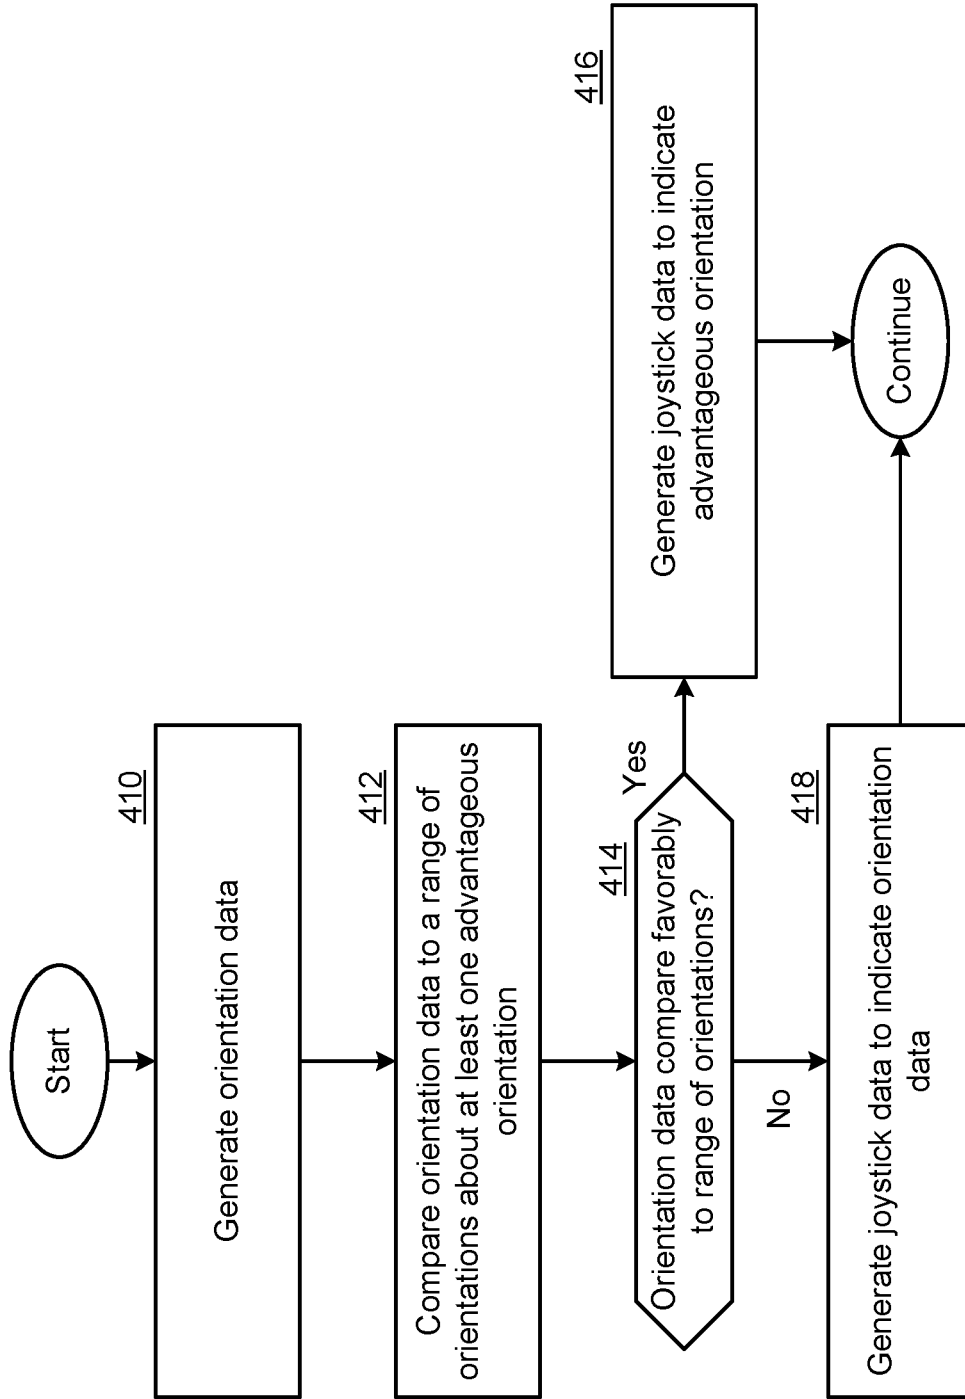 Start
410
Generate orientation data
412
Compare orientation data to a range of
orientations about at least one advantageous
orientation
414
Orientation data compare favorably
to range of orientations?
Yes
416
Generate joystick data to indicate
advantageous orientation
No
418
Generate joystick data to indicate orientation
data
Continue